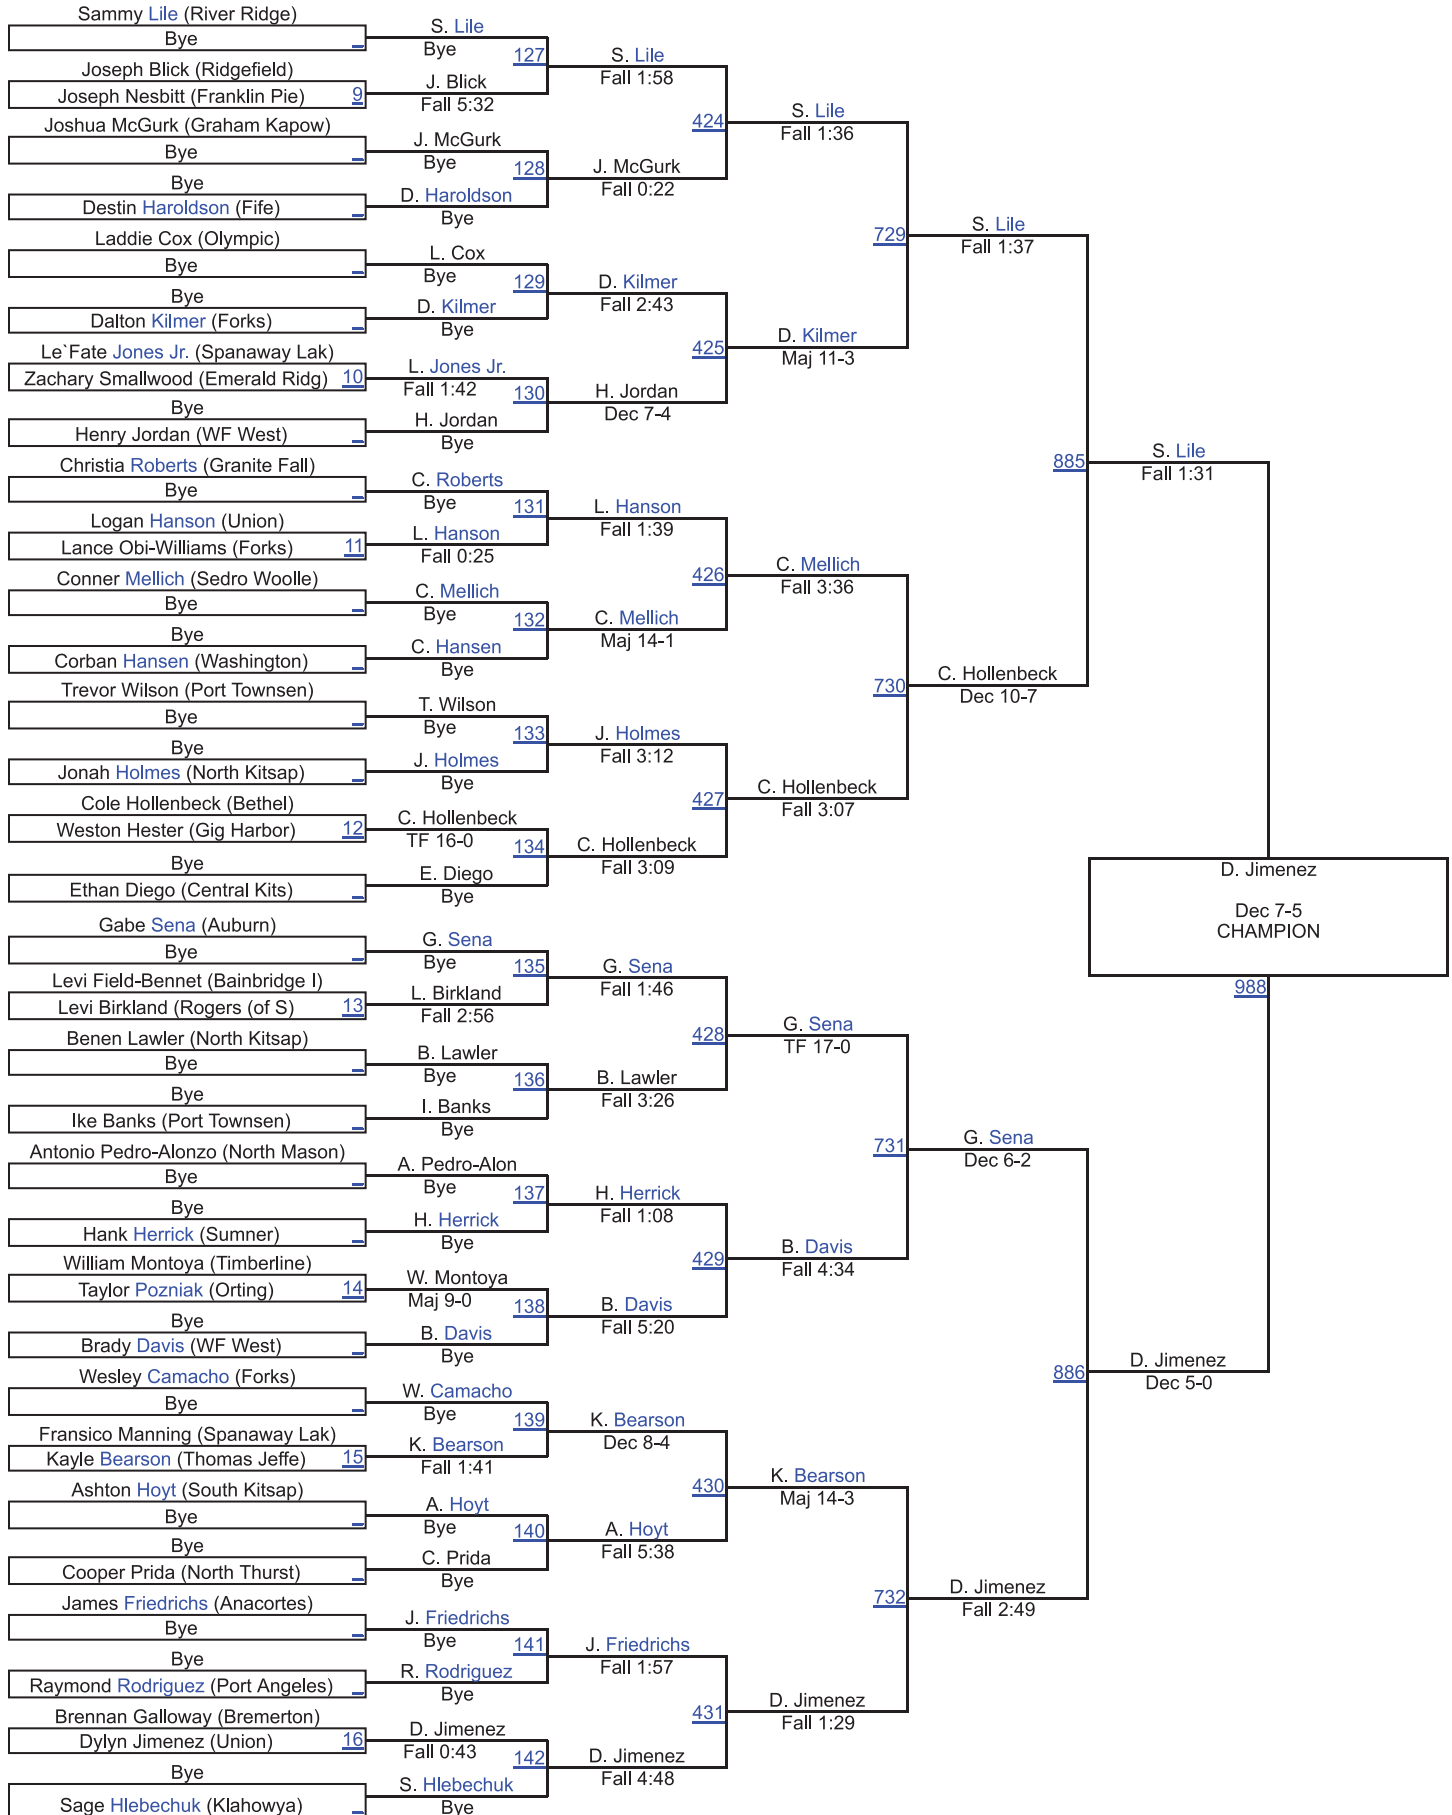 Sammy Lile (River Ridge)
Bye
Joseph Blick (Ridgefield)
Joseph Nesbitt (Franklin Pie) 9
Joshua McGurk (Graham Kapow)
Bye
Bye
Destin Haroldson (Fife)
Laddie Cox (Olympic)
Bye
Bye
Dalton Kilmer (Forks)
Le`Fate Jones Jr. (Spanaway Lak)
Zachary Smallwood (Emerald Ridg) 10
Bye
Henry Jordan (WF West)
Christia Roberts (Granite Fall)
Bye
Logan Hanson (Union)
Lance Obi-Williams (Forks) 11
Conner Mellich (Sedro Woolle)
Bye
Bye
Corban Hansen (Washington)
Trevor Wilson (Port Townsen)
Bye
Bye
Jonah Holmes (North Kitsap)
Cole Hollenbeck (Bethel)
Weston Hester (Gig Harbor) 12
Bye
Ethan Diego (Central Kits)
Gabe Sena (Auburn)
Bye
Levi Field-Bennet (Bainbridge I)
Levi Birkland (Rogers (of S) 13
Benen Lawler (North Kitsap)
Bye
Bye
Ike Banks (Port Townsen)
Antonio Pedro-Alonzo (North Mason)
Bye
Bye
Hank Herrick (Sumner)
William Montoya (Timberline)
Taylor Pozniak (Orting) 14
Bye
Brady Davis (WF West)
Wesley Camacho (Forks)
Bye
Fransico Manning (Spanaway Lak)
Kayle Bearson (Thomas Jeffe) 15
Ashton Hoyt (South Kitsap)
Bye
Bye
Cooper Prida (North Thurst)
James Friedrichs (Anacortes)
Bye
Bye
Raymond Rodriguez (Port Angeles)
Brennan Galloway (Bremerton)
Dylyn Jimenez (Union) 16
Bye
Sage Hlebechuk (Klahowya)
S. Lile
Bye
127
J. Blick
Fall 5:32
J. McGurk
Bye
128
D. Haroldson
Bye
L. Cox
Bye
129
D. Kilmer
Bye
L. Jones Jr.
Fall 1:42
130
H. Jordan
Bye
C. Roberts
Bye
131
L. Hanson
Fall 0:25
C. Mellich
Bye
132
C. Hansen
Bye
T. Wilson
Bye
133
J. Holmes
Bye
C. Hollenbeck
TF 16-0
134
E. Diego
Bye
G. Sena
Bye
135
L. Birkland
Fall 2:56
B. Lawler
Bye
136
I. Banks
Bye
A. Pedro-Alon
Bye
137
H. Herrick
Bye
W. Montoya
Maj 9-0
138
B. Davis
Bye
W. Camacho
Bye
139
K. Bearson
Fall 1:41
A. Hoyt
Bye
140
C. Prida
Bye
J. Friedrichs
Bye
141
R. Rodriguez
Bye
D. Jimenez
Fall 0:43
142
S. Hlebechuk
Bye
S. Lile
Fall 1:58
424
J. McGurk
Fall 0:22
D. Kilmer
Fall 2:43
425
H. Jordan
Dec 7-4
L. Hanson
Fall 1:39
426
C. Mellich
Maj 14-1
J. Holmes
Fall 3:12
427
C. Hollenbeck
Fall 3:09
G. Sena
Fall 1:46
428
B. Lawler
Fall 3:26
H. Herrick
Fall 1:08
429
B. Davis
Fall 5:20
K. Bearson
Dec 8-4
430
A. Hoyt
Fall 5:38
J. Friedrichs
Fall 1:57
431
D. Jimenez
Fall 4:48
S. Lile
Fall 1:36
729
D. Kilmer
Maj 11-3
C. Mellich
Fall 3:36
730
C. Hollenbeck
Fall 3:07
G. Sena
TF 17-0
731
B. Davis
Fall 4:34
K. Bearson
Maj 14-3
732
D. Jimenez
Fall 1:29
S. Lile
Fall 1:37
885
C. Hollenbeck
Dec 10-7
G. Sena
Dec 6-2
886
D. Jimenez
Fall 2:49
S. Lile
Fall 1:31
D. Jimenez
Dec 7-5
CHAMPION
988
D. Jimenez
Dec 5-0